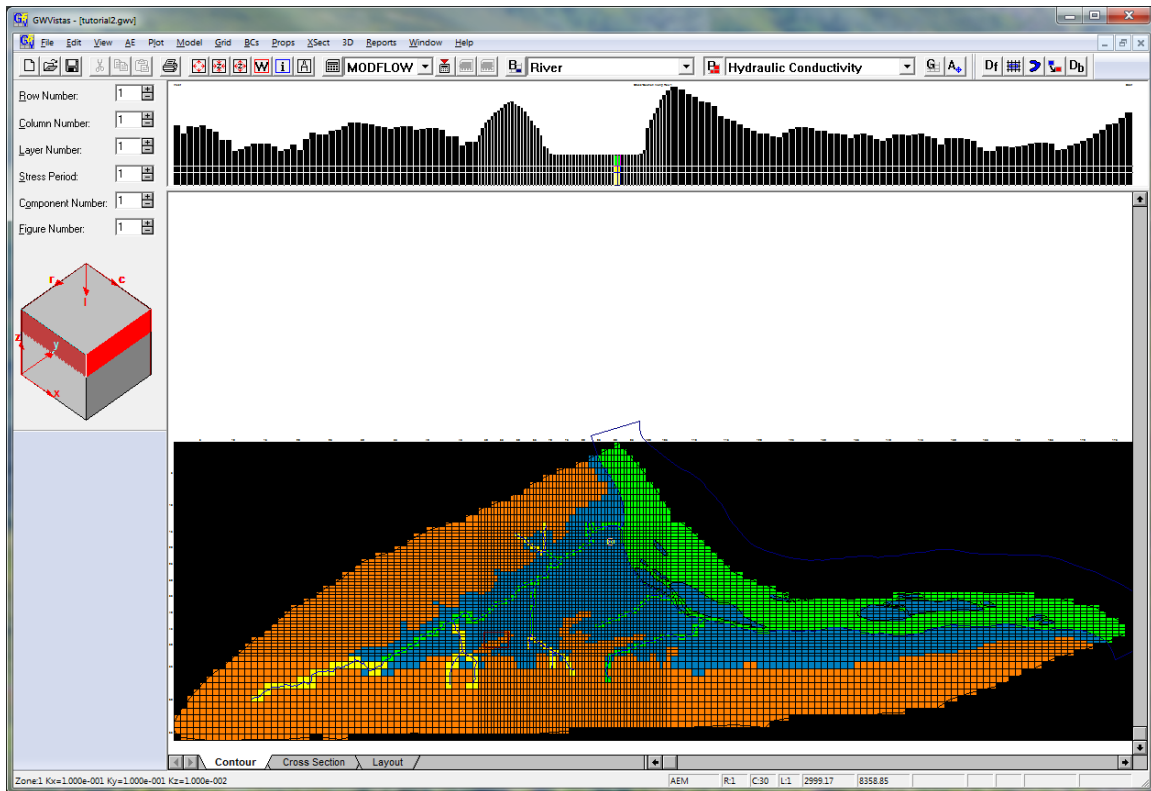 GWVistas - [tutorial2.gwv]
File Edit View AE Plot Model Grid BCs Props XSect 3D Reports Window Help
MODFLOW River Hydraulic Conductivity
Row Number: 1
Column Number: 1
Layer Number: 1
Stress Period: 1
Component Number: 1
Figure Number: 1
r c
l
z y
x
Contour Cross Section Layout
Zone:1 Kx=1.000e-001 Ky=1.000e-001 Kz=1.000e-002 AEM R:1 C:30 L:1 2999.17 8358.85